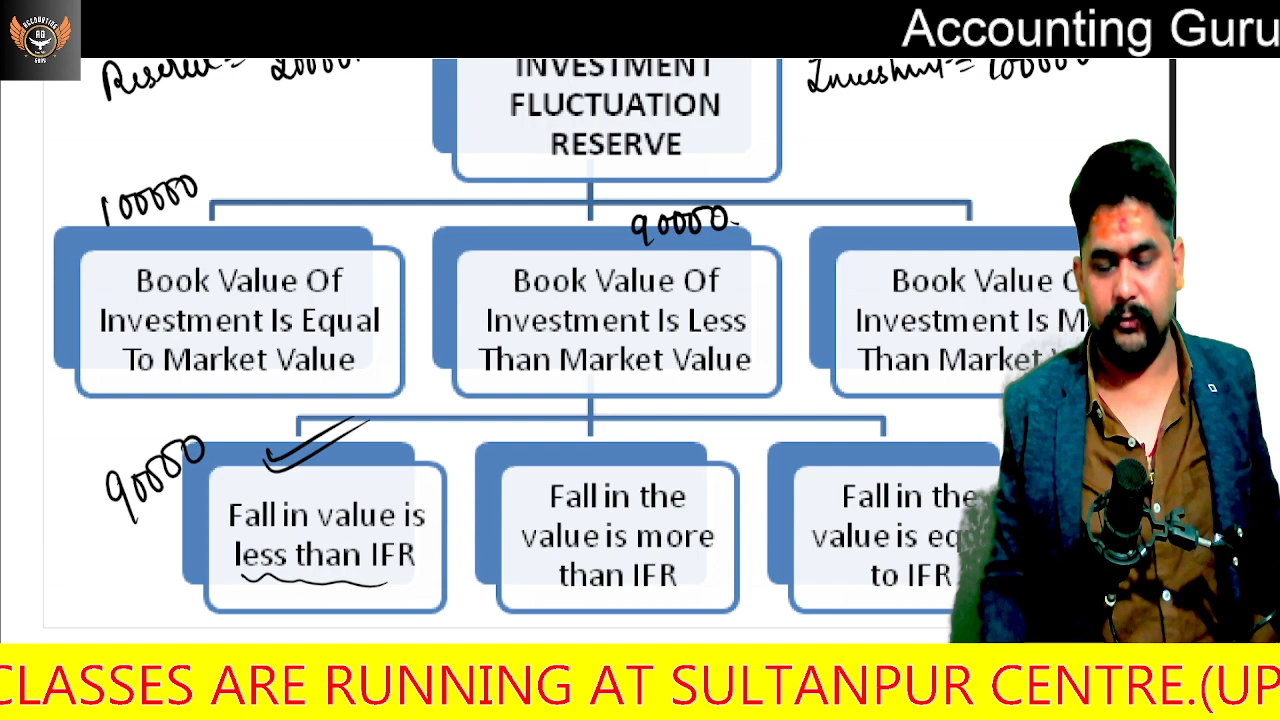 ACCOUNTING
AG
Accounting Guru
Reserve = 20000
INVESTMENT
FLUCTUATION
RESERVE
Investment = 100000
100000
90000
Book Value Of
Investment Is Equal
To Market Value
Book Value Of
Investment Is Less
Than Market Value
Book Value
Investment Is
Than Market
90000
Fall in value is
less than IFR
Fall in the
value is more
than IFR
Fall in the
value is
to IFR
CLASSES ARE RUNNING AT SULTANPUR CENTRE.(UP